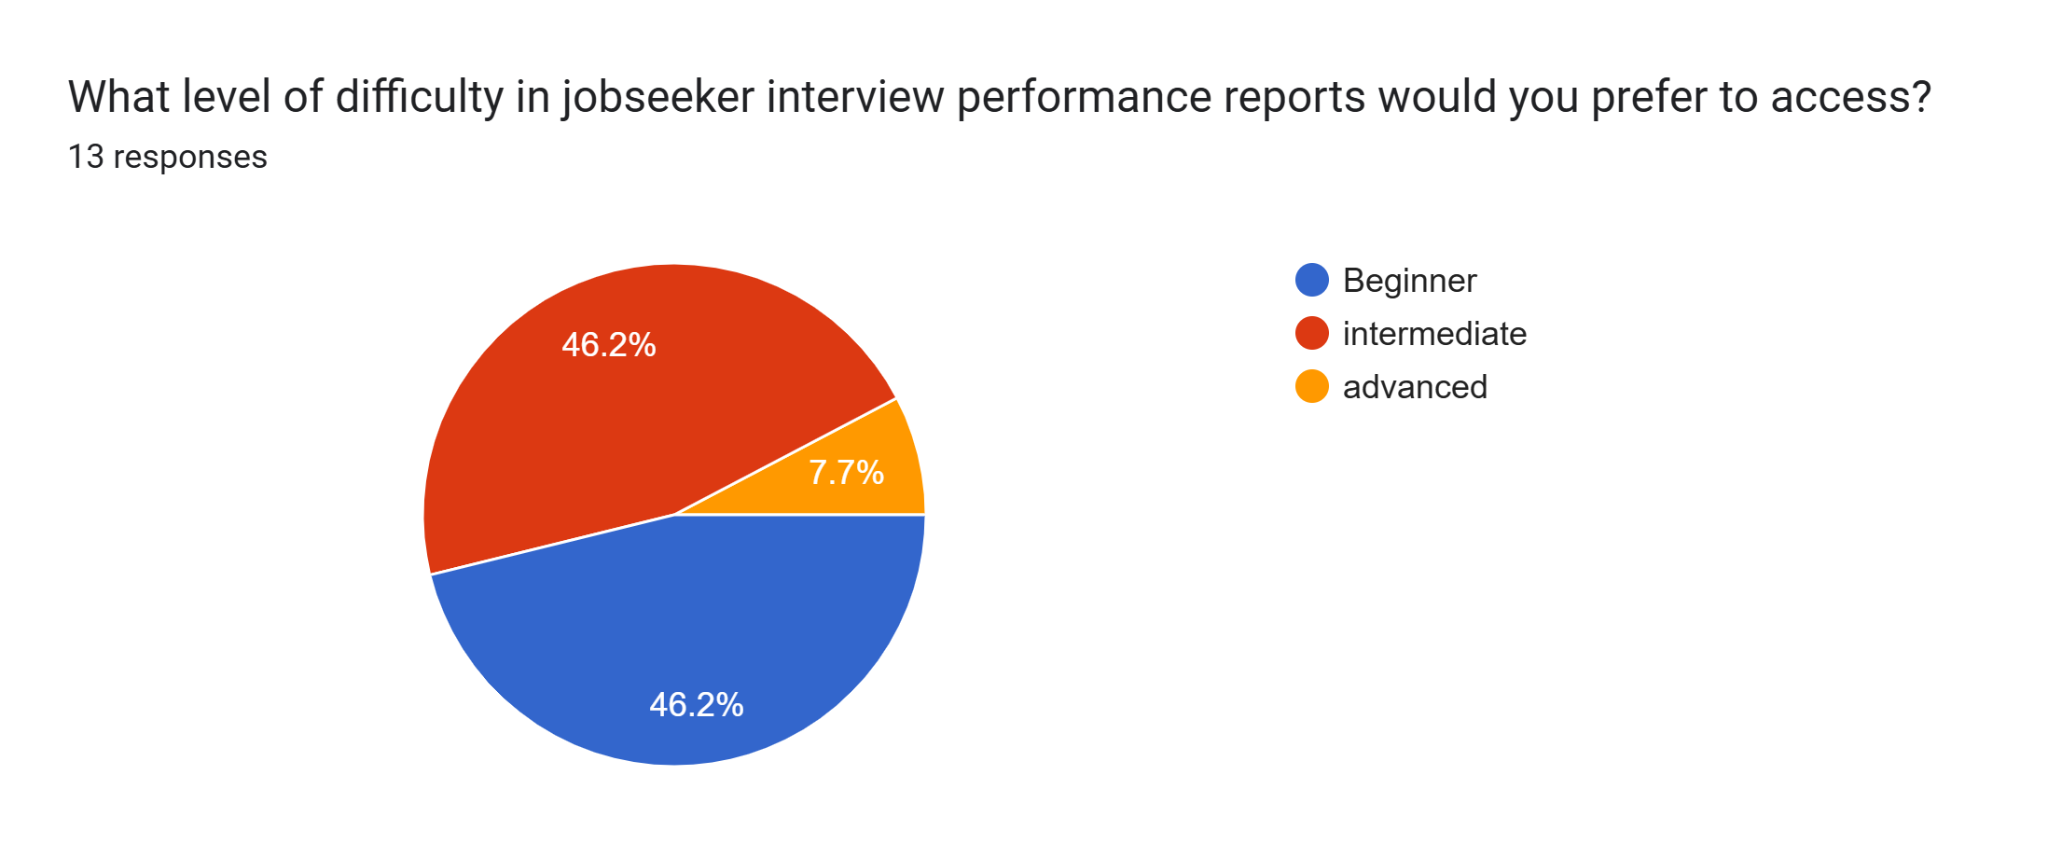 What level of difficulty in jobseeker interview performance reports would you prefer to access?
13 responses
46.2%
7.7%
46.2%
Beginner
intermediate
advanced